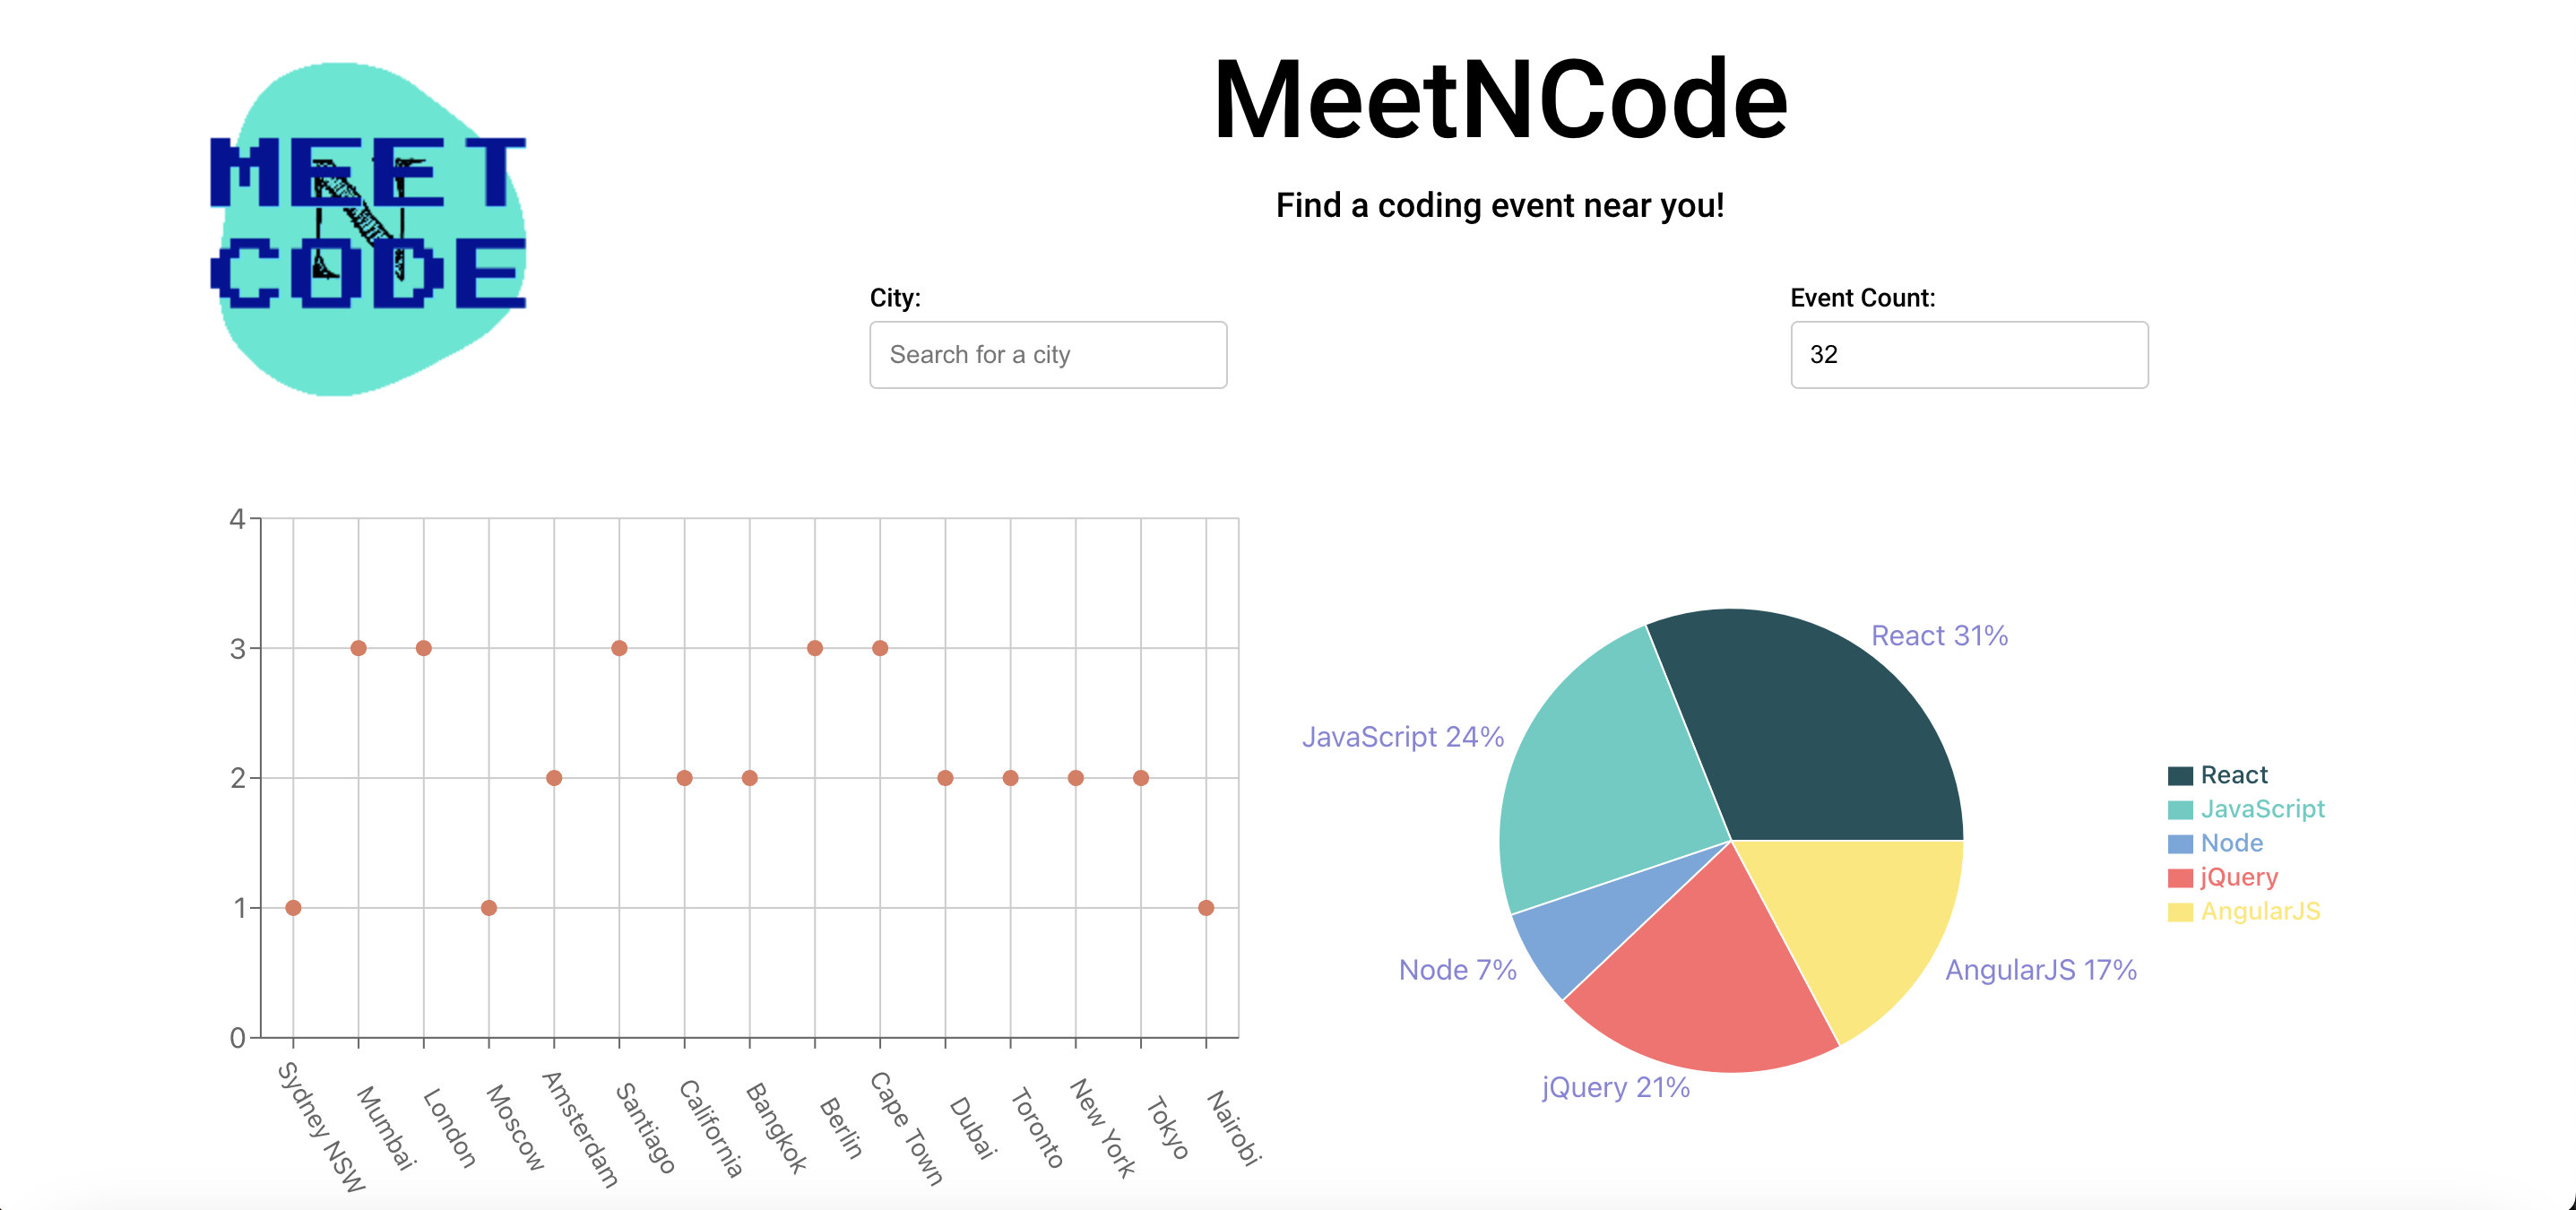 MEET
N
CODE
MeetNCode
Find a coding event near you!
City:
Search for a city
Event Count:
32
4
3
2
1
0
Sydney NSW
Mumbai
London
Moscow
Amsterdam
Santiago
California
Bangkok
Berlin
Cape Town
Dubai
Toronto
New York
Tokyo
Nairobi
React 31%
JavaScript 24%
Node 7%
jQuery 21%
AngularJS 17%
React
JavaScript
Node
jQuery
AngularJS